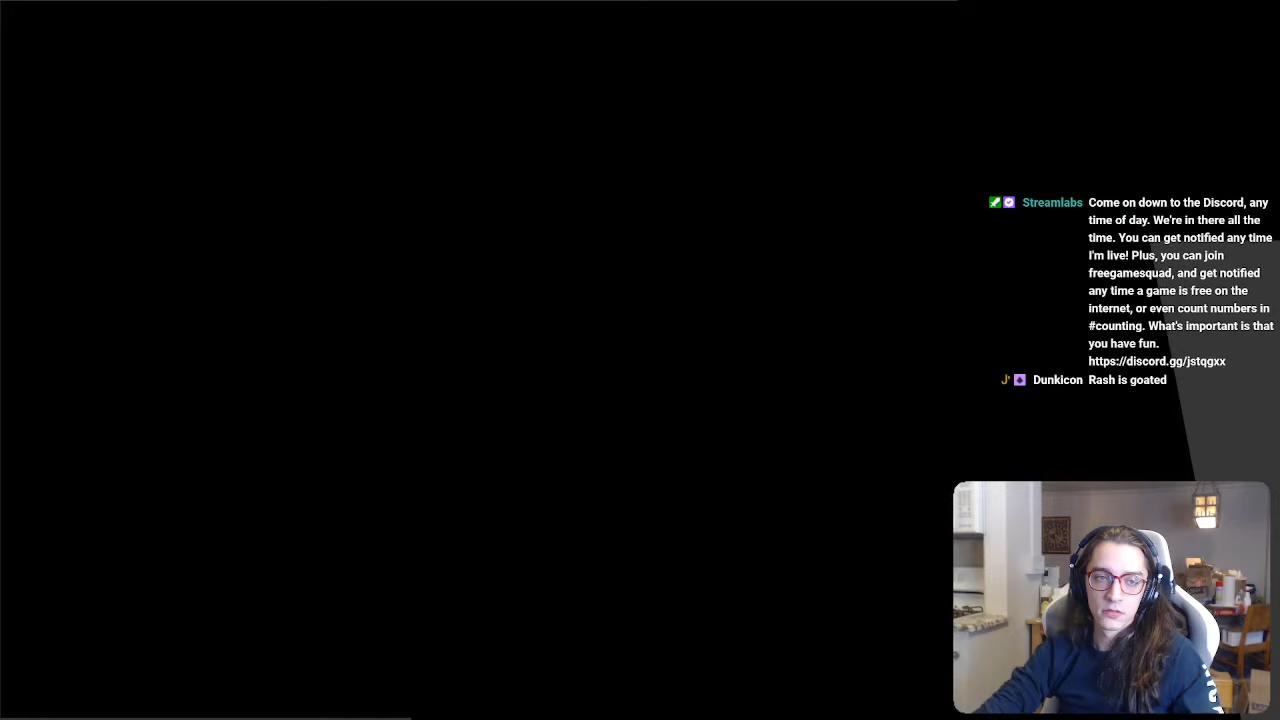 Streamlabs Come on down to the Discord, any
time of day. We're in there all the
time. You can get notified any time
I'm live! Plus, you can join
freegamesquad, and get notified
any time a game is free on the
internet, or even count numbers in
#counting. What's important is that
you have fun.
https://discord.gg/jstqgxx
Dunkicon Rash is goated